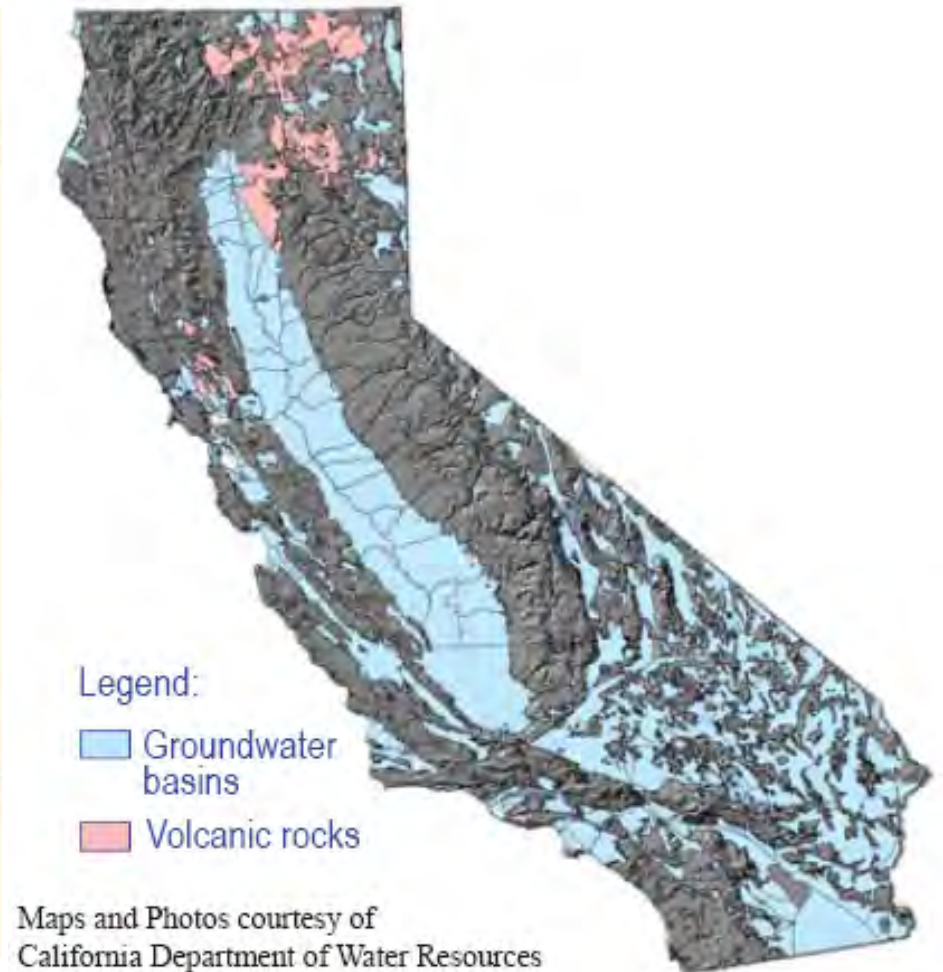 Legend:
Groundwater
basins
Volcanic rocks
Maps and Photos courtesy of
California Department of Water Resources